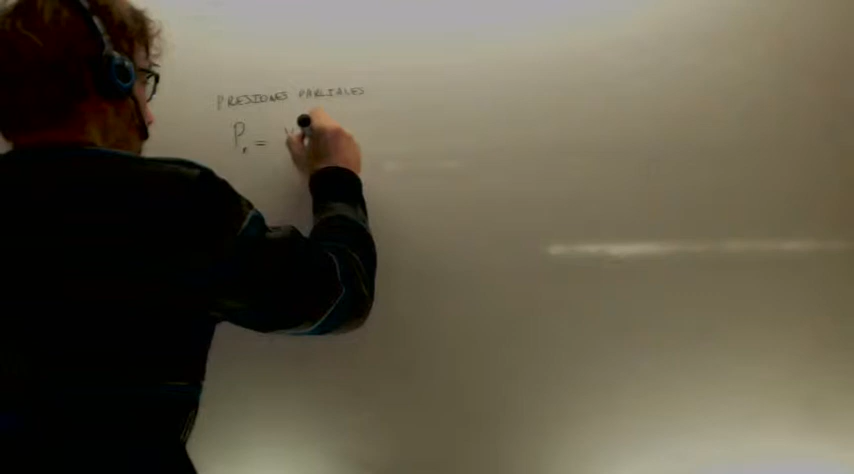 PRESIONES PARCIALES
P. =